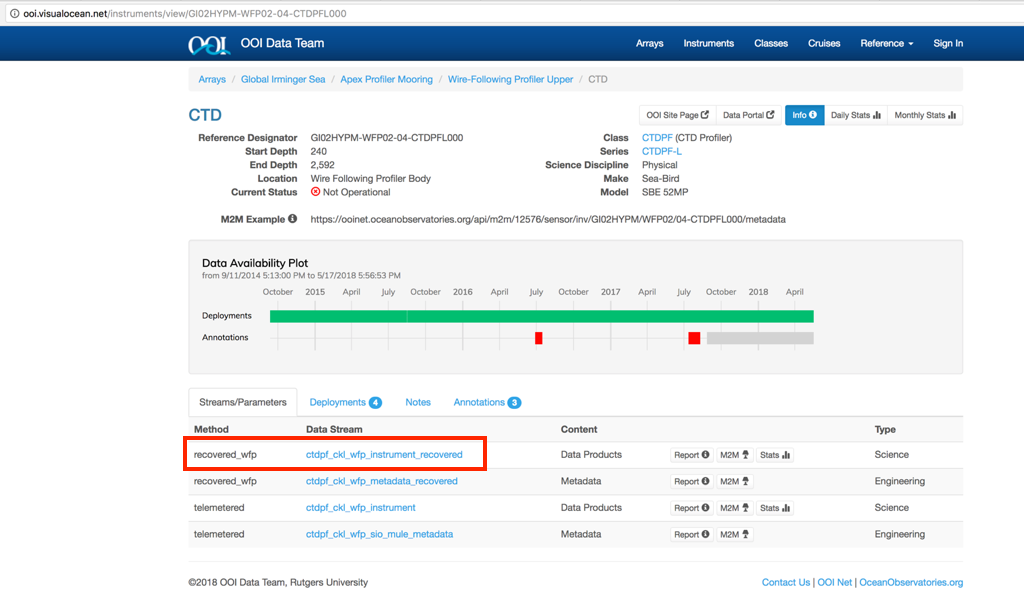 ooi.visualocean.net/instruments/view/GI02HYPM-WFP02-04-CTDPFL000
OOI OOI Data Team Arrays Instruments Classes Cruises Reference Sign In
Arrays / Global Irminger Sea / Apex Profiler Mooring / Wire-Following Profiler Upper / CTD
CTD OOI Site Page Data Portal Info Daily Stats Monthly Stats
Reference Designator GI02HYPM-WFP02-04-CTDPFL000 Class CTDPF (CTD Profiler)
Start Depth 240 Series CTDPF-L
End Depth 2,592 Science Discipline Physical
Location Wire Following Profiler Body Make Sea-Bird
Current Status Not Operational Model SBE 52MP
M2M Example https://ooinet.oceanobservatories.org/api/m2m/12576/sensor/inv/GI02HYPM/WFP02/04-CTDPFL000/metadata
Data Availability Plot
from 9/11/2014 5:13:00 PM to 5/17/2018 5:56:53 PM
October 2015 April July October 2016 April July October 2017 April July October 2018 April
Deployments
Annotations
Streams/Parameters Deployments 4 Notes Annotations 3
Method Data Stream Content Type
recovered_wfp ctdpf_ckl_wfp_instrument_recovered Data Products Report M2M Stats Science
recovered_wfp ctdpf_ckl_wfp_metadata_recovered Metadata Report M2M Engineering
telemetered ctdpf_ckl_wfp_instrument Data Products Report M2M Stats Science
telemetered ctdpf_ckl_wfp_sio_mule_metadata Metadata Report M2M Engineering
©2018 OOI Data Team, Rutgers University Contact Us | OOI Net | OceanObservatories.org